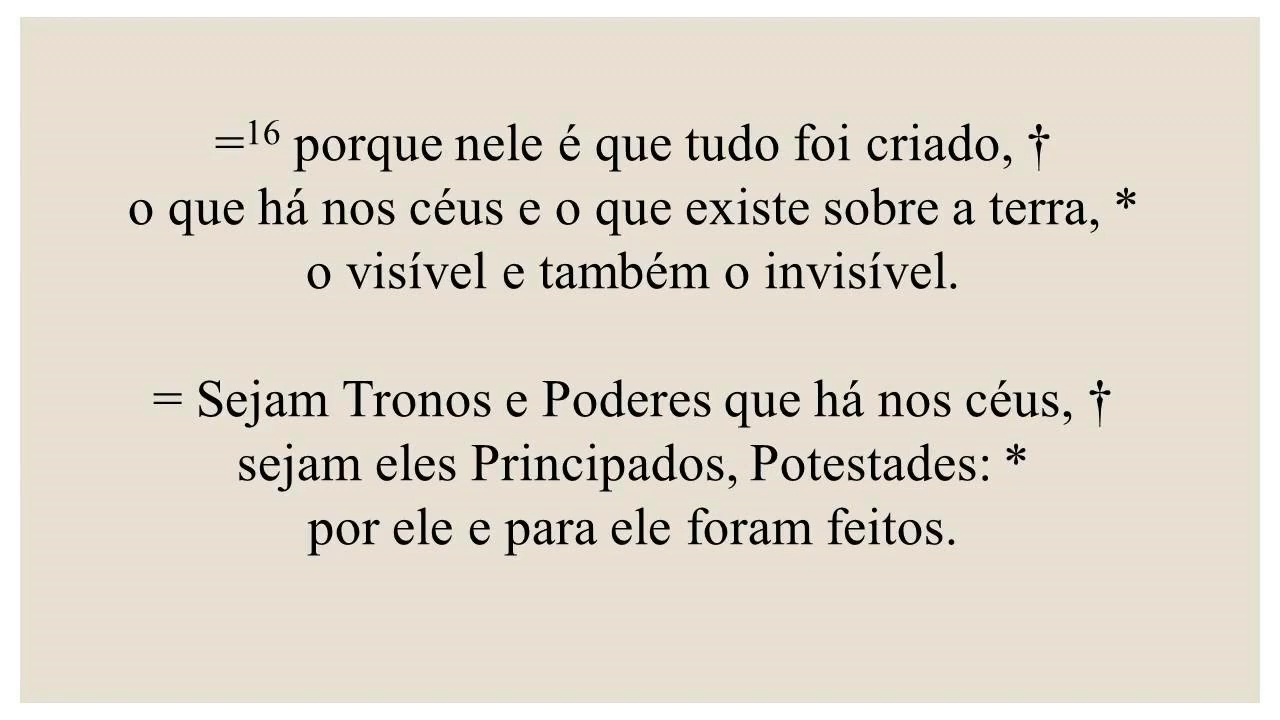 =16 porque nele é que tudo foi criado, †
o que há nos céus e o que existe sobre a terra, *
o visível e também o invisível.
= Sejam Tronos e Poderes que há nos céus, †
sejam eles Principados, Potestades: *
por ele e para ele foram feitos.